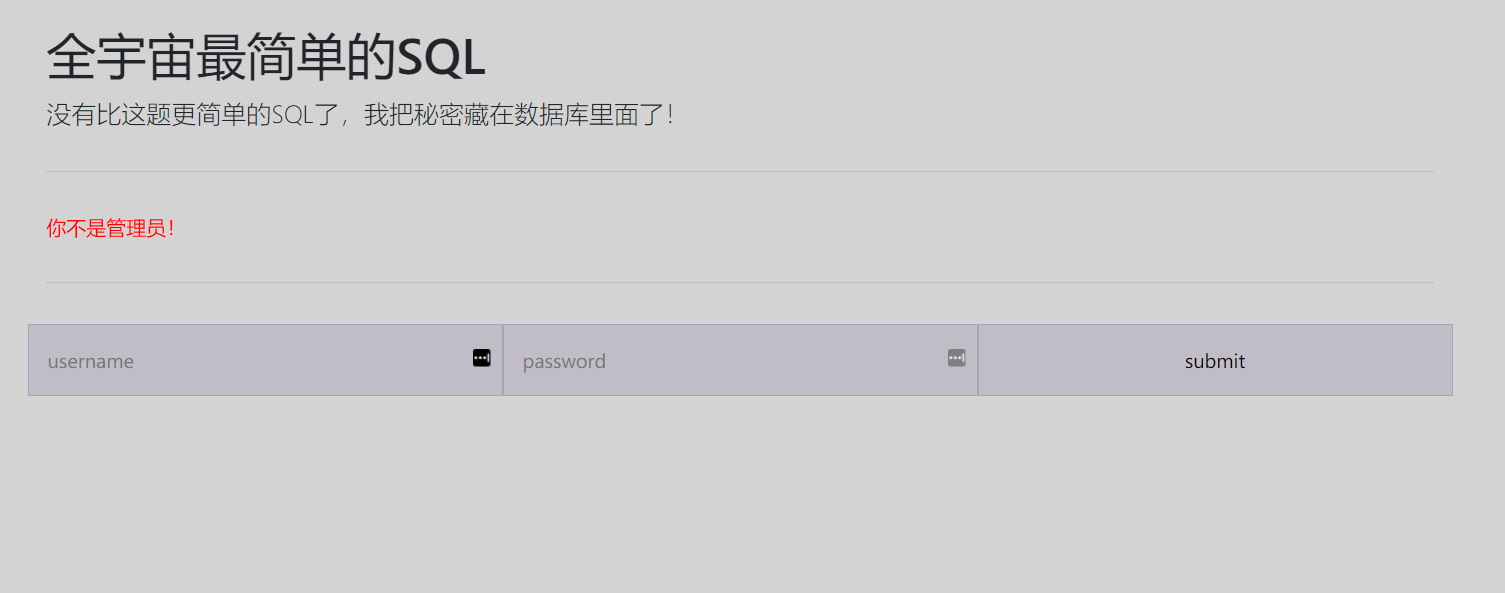 全宇宙最简单的SQL
没有比这题更简单的SQL了，我把秘密藏在数据库里面了！
你不是管理员！
username password submit